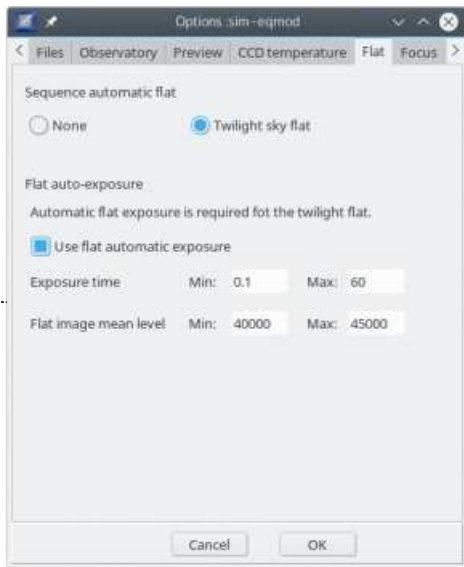 Options :sim-eqmod
Files Observatory Preview CCD temperature Flat Focus
Sequence automatic flat
None Twilight sky flat
Flat auto-exposure
Automatic flat exposure is required fot the twilight flat.
Use flat automatic exposure
Exposure time Min: 0.1 Max: 60
Flat image mean level Min: 40000 Max: 45000
Cancel OK